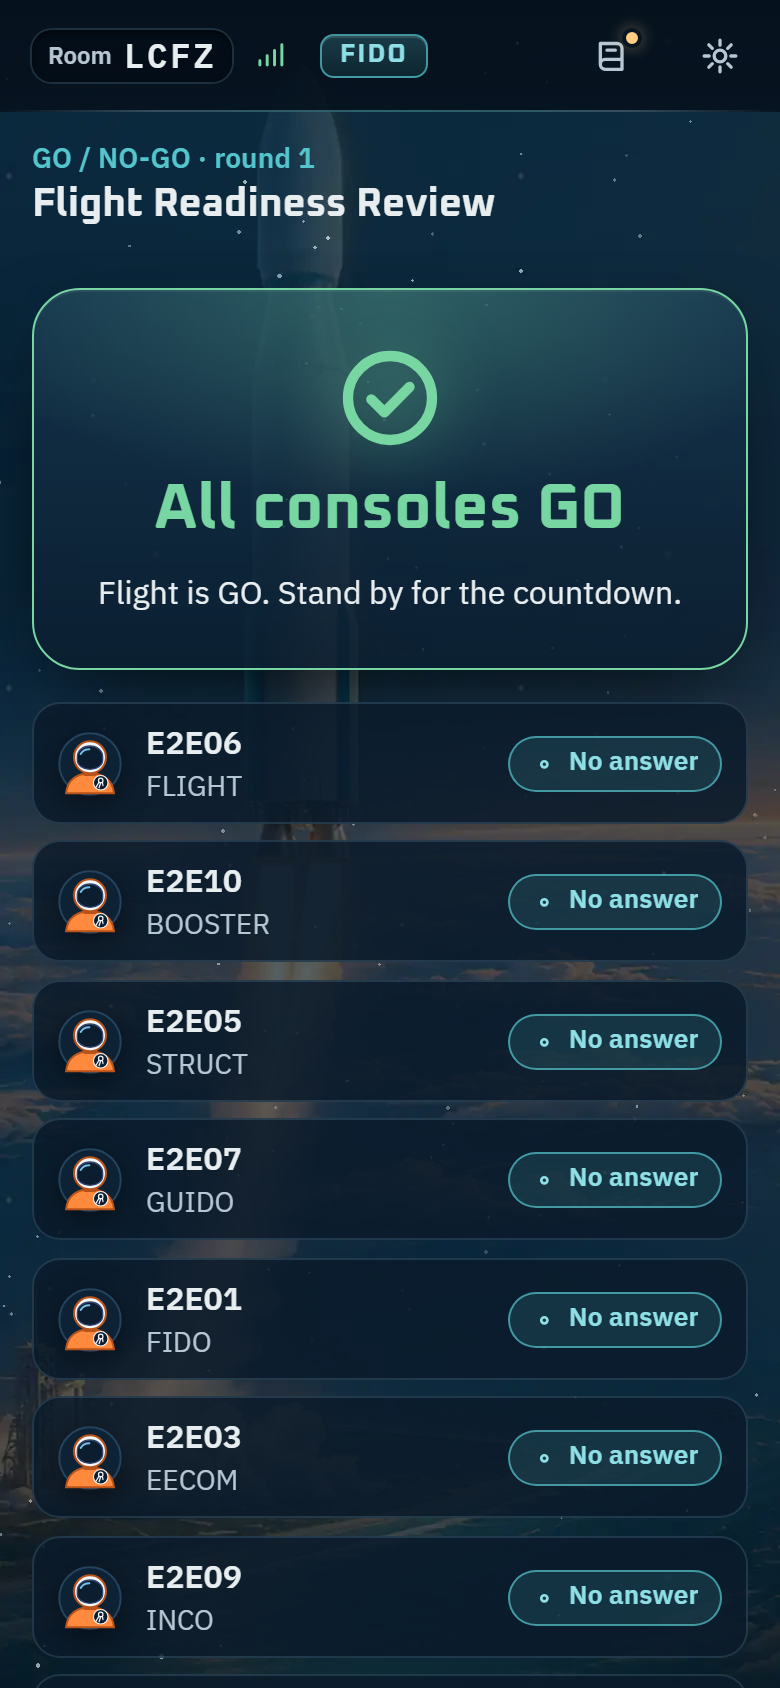 Room LCFZ FIDO
GO / NO-GO · round 1
Flight Readiness Review
All consoles GO
Flight is GO. Stand by for the countdown.
E2E06
FLIGHT
No answer
E2E10
BOOSTER
No answer
E2E05
STRUCT
No answer
E2E07
GUIDO
No answer
E2E01
FIDO
No answer
E2E03
EECOM
No answer
E2E09
INCO
No answer